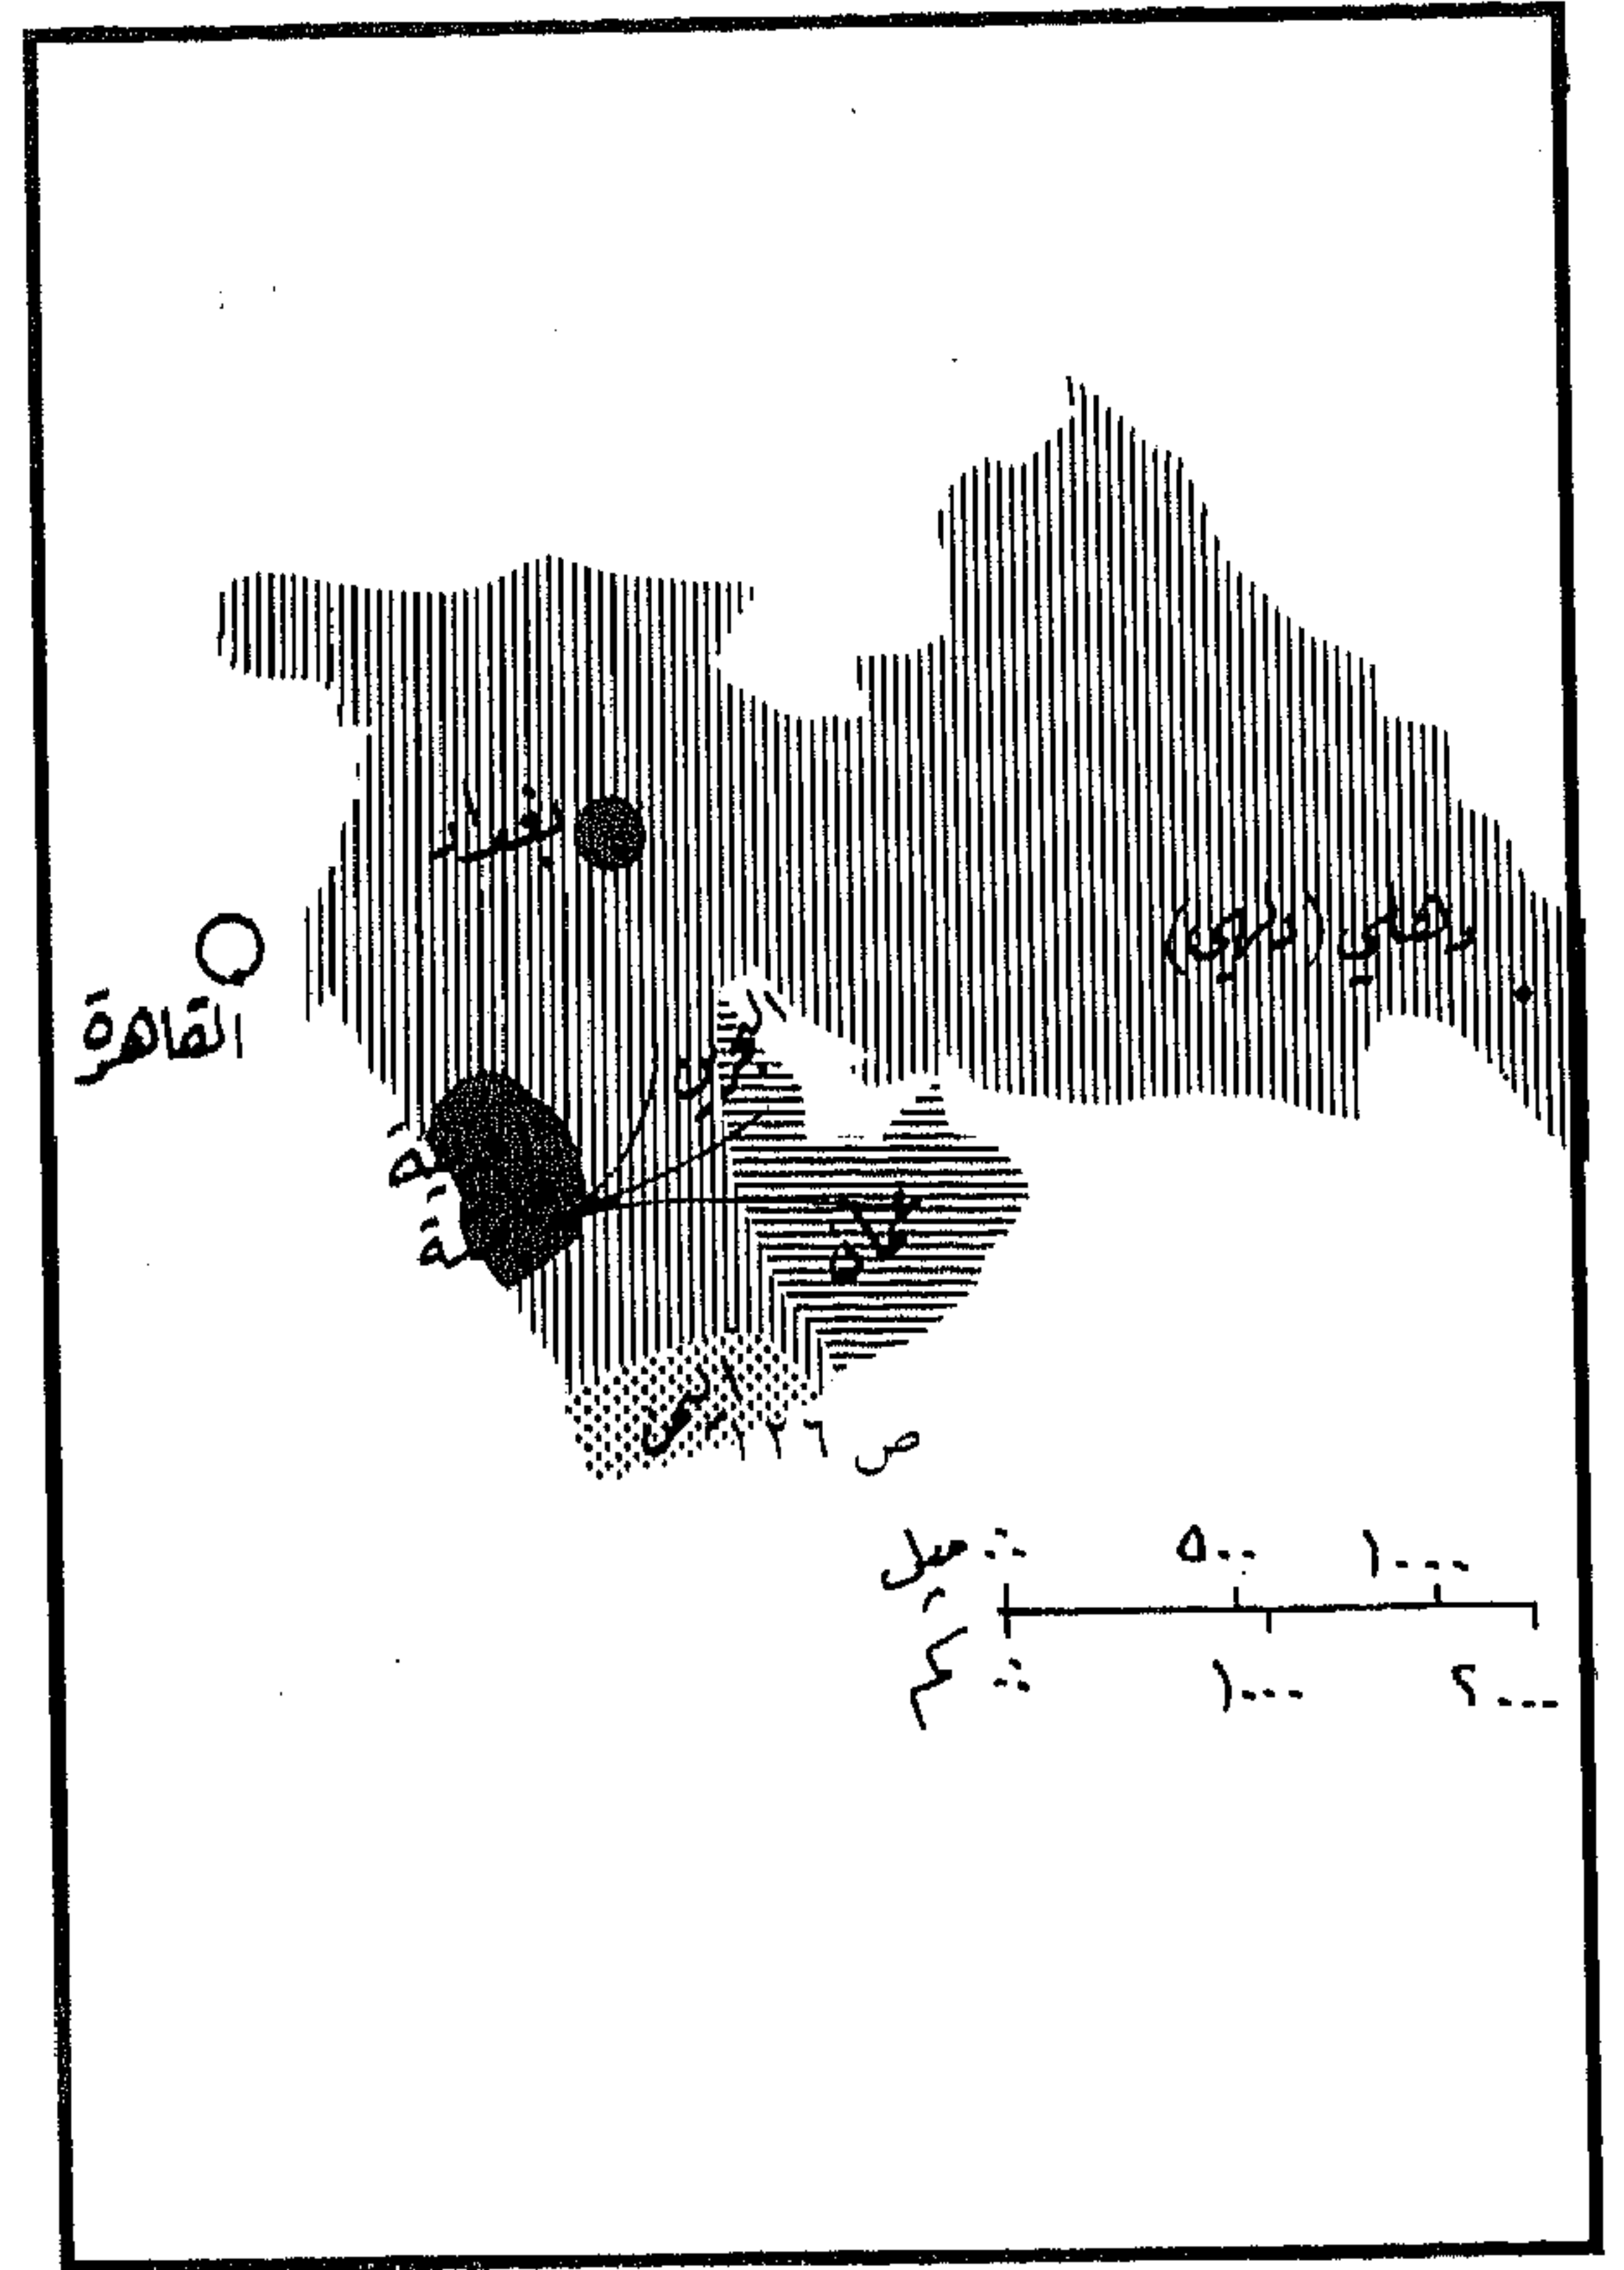 بغداد
دهلي (دلهي)
القاهرة
البحرين
عمان
اليمن
ص ١٢٦
ميل ٠ ٥٠٠ ١٠٠٠
كم ٠ ١٠٠٠ ٢٠٠٠